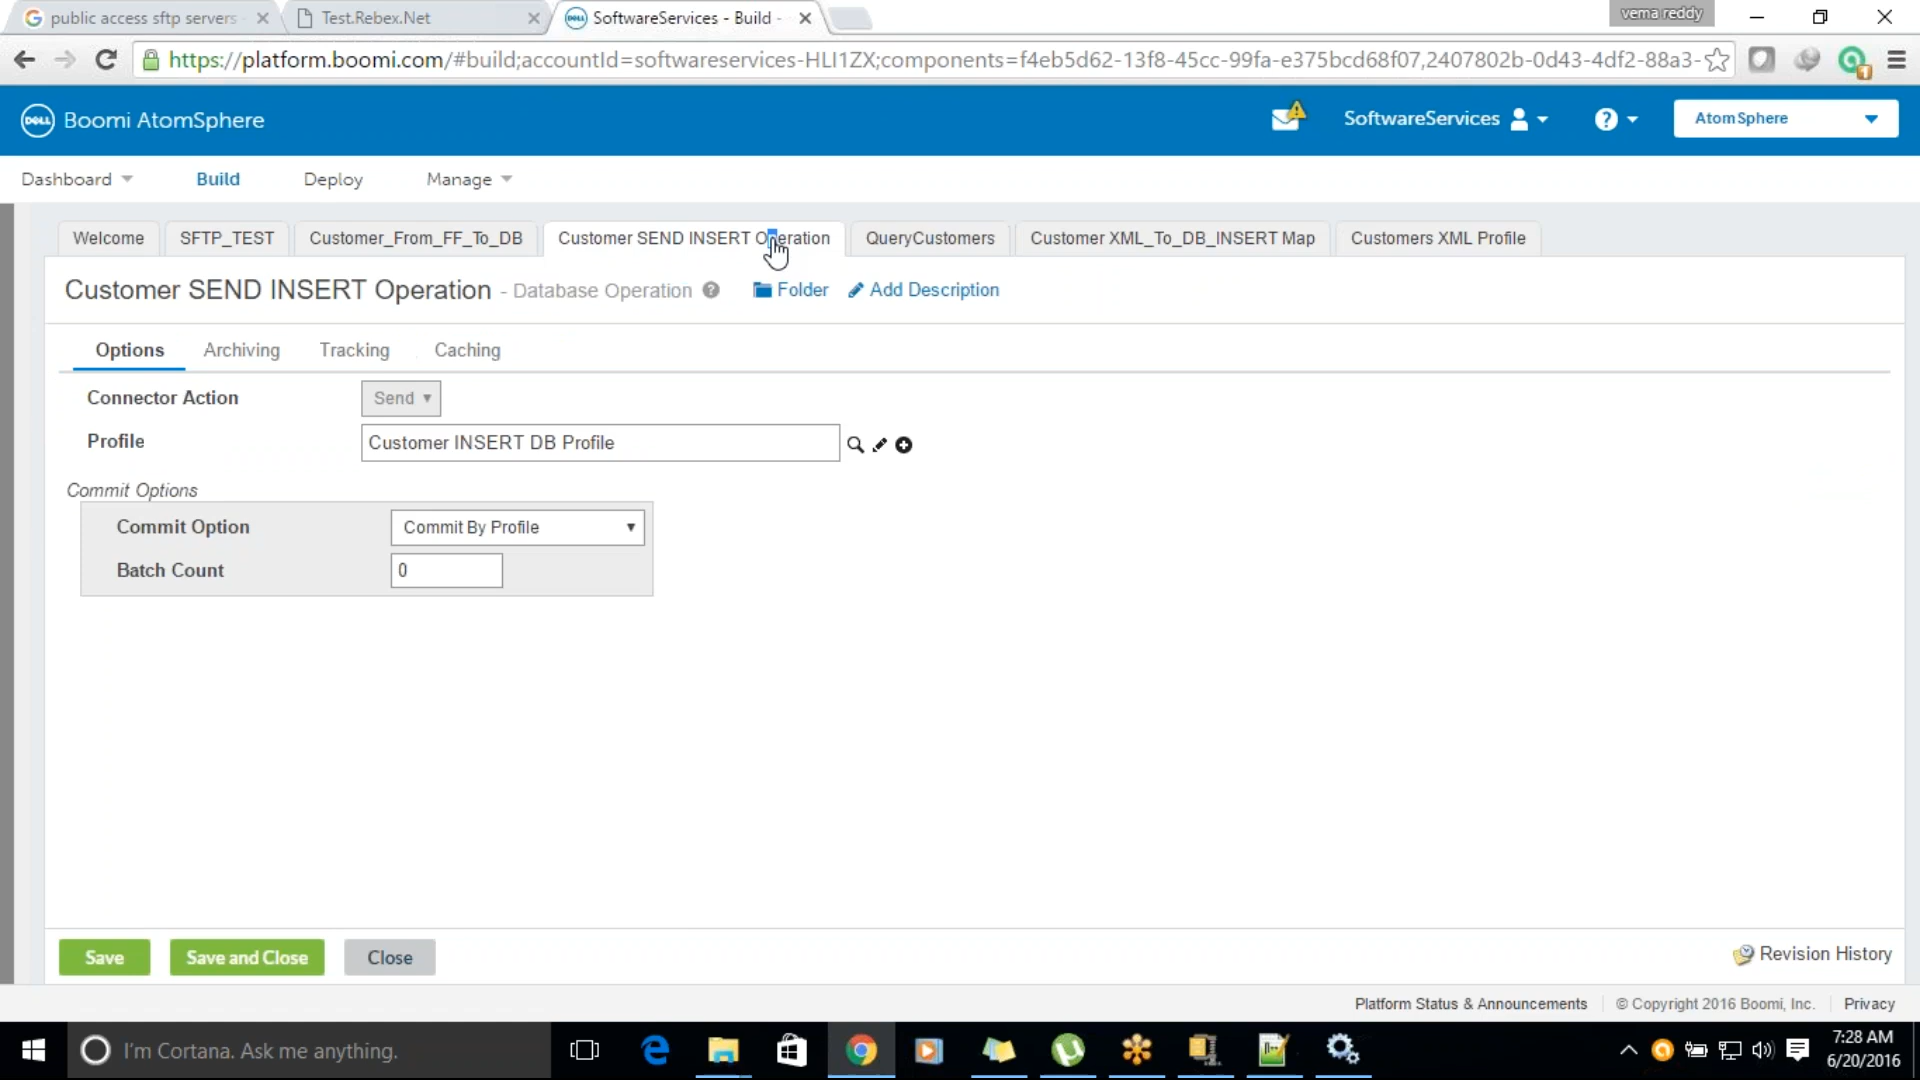 public access sftp servers
Test.Rebex.Net
SoftwareServices - Build -
vema reddy
https://platform.boomi.com/#build;accountId=softwareservices-HLI1ZX;components=f4eb5d62-13f8-45cc-99fa-e375bcd68f07,2407802b-0d43-4df2-88a3-
DELL Boomi AtomSphere
SoftwareServices
AtomSphere
Dashboard Build Deploy Manage
Welcome
SFTP_TEST
Customer_From_FF_To_DB
Customer SEND INSERT Operation
QueryCustomers
Customer XML_To_DB_INSERT Map
Customers XML Profile
Customer SEND INSERT Operation - Database Operation ? Folder Add Description
Options Archiving Tracking Caching
Connector Action Send
Profile Customer INSERT DB Profile
Commit Options
Commit Option Commit By Profile
Batch Count 0
Save Save and Close Close
Revision History
Platform Status & Announcements © Copyright 2016 Boomi, Inc. Privacy
I'm Cortana. Ask me anything.
7:28 AM
6/20/2016